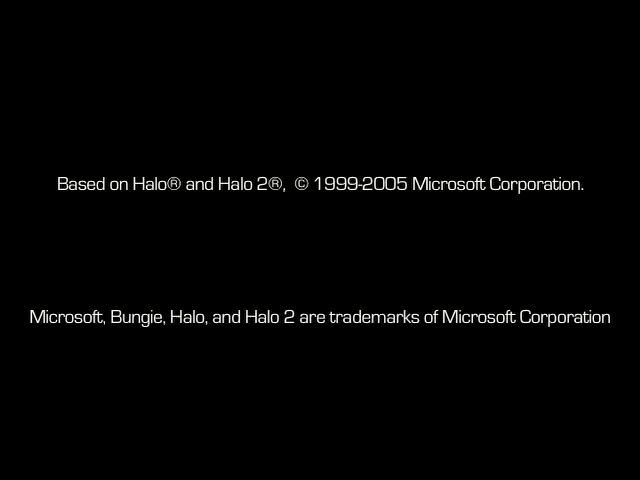 Based on Halo® and Halo 2®,  © 1999-2005 Microsoft Corporation.
Microsoft, Bungie, Halo, and Halo 2 are trademarks of Microsoft Corporation